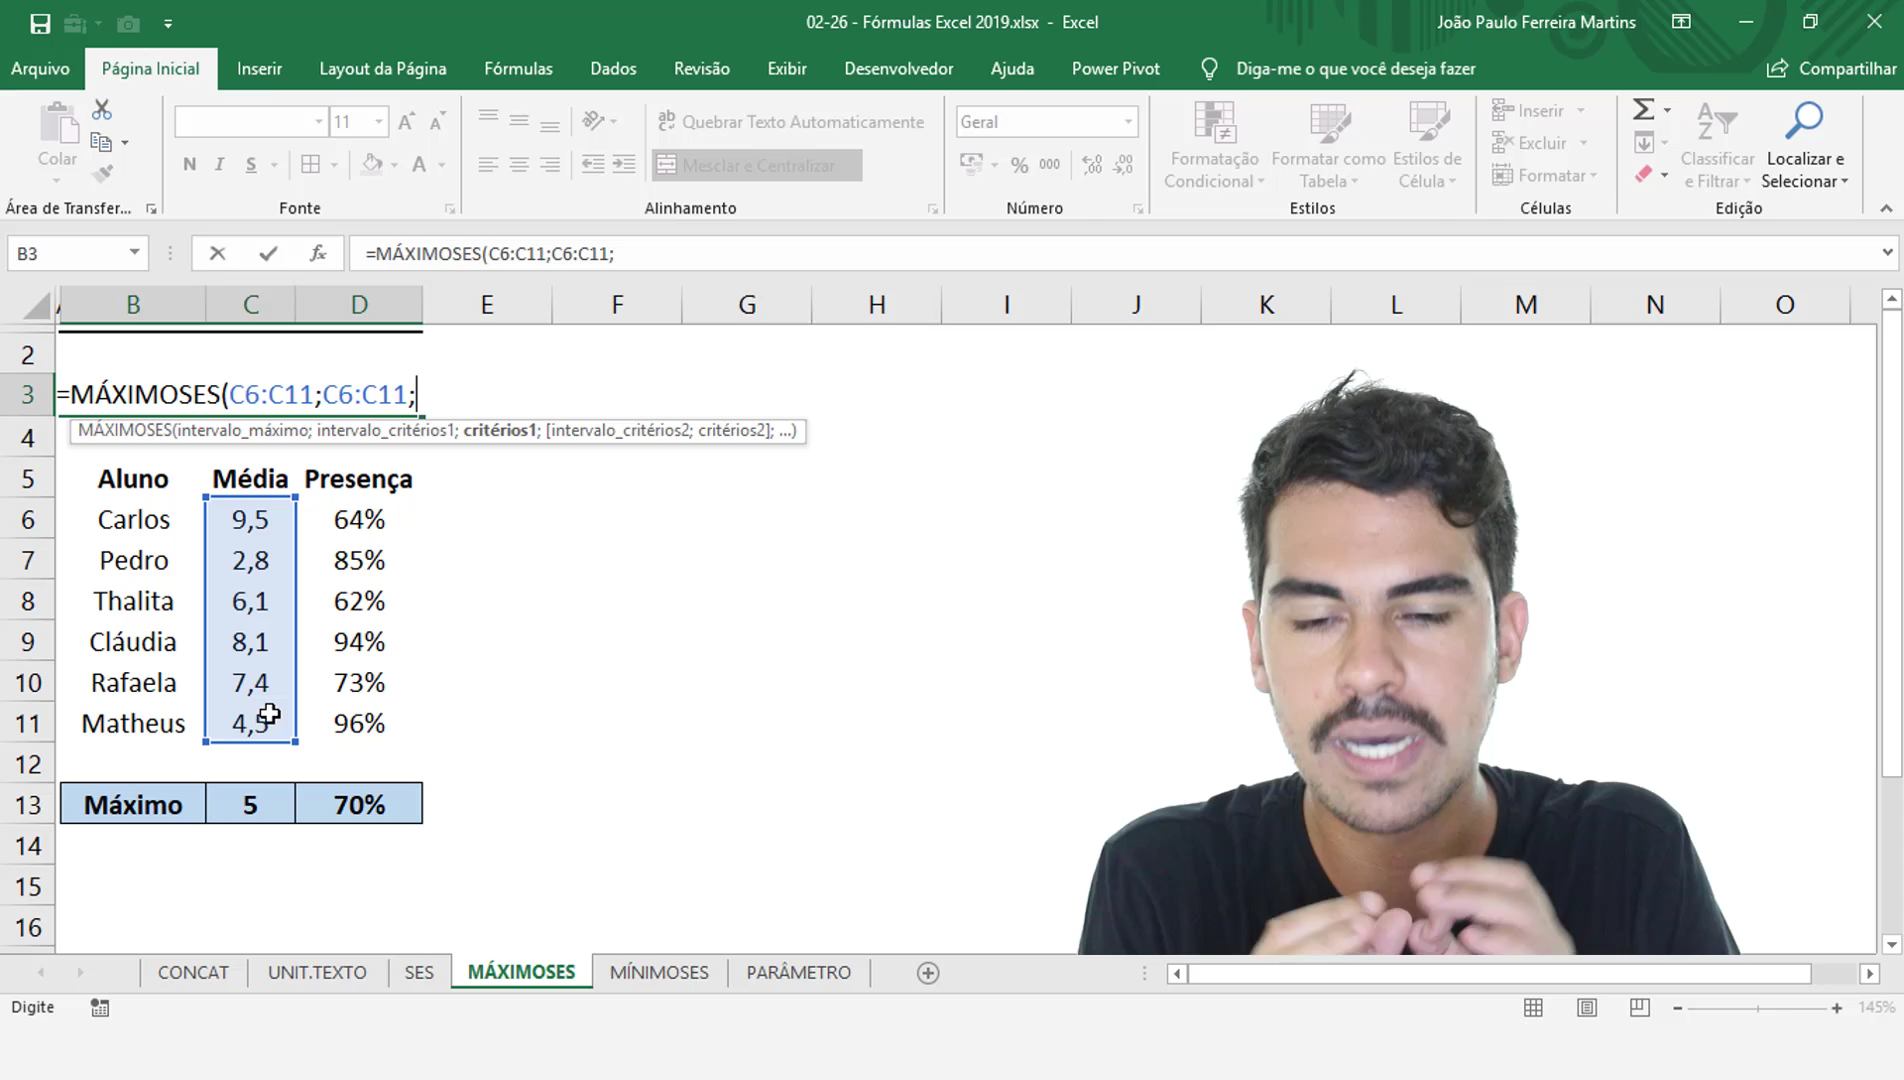 02-26 - Fórmulas Excel 2019.xlsx - Excel
João Paulo Ferreira Martins
Arquivo Página Inicial Inserir Layout da Página Fórmulas Dados Revisão Exibir Desenvolvedor Ajuda Power Pivot Diga-me o que você deseja fazer Compartilhar
Colar
11
N I S
A
Quebrar Texto Automaticamente
Mesclar e Centralizar
Geral
% 000
Formatação Condicional
Formatar como Tabela
Estilos de Célula
Inserir
Excluir
Formatar
Classificar e Filtrar
Localizar e Selecionar
Área de Transfer... Fonte Alinhamento Número Estilos Células Edição
B3 fx =MÁXIMOSES(C6:C11;C6:C11;
A B C D E F G H I J K L M N O
2
3 =MÁXIMOSES(C6:C11;C6:C11;
MÁXIMOSES(intervalo_máximo; intervalo_critérios1; critérios1; [intervalo_critérios2; critérios2]; ...)
4
5 Aluno Média Presença
6 Carlos 9,5 64%
7 Pedro 2,8 85%
8 Thalita 6,1 62%
9 Cláudia 8,1 94%
10 Rafaela 7,4 73%
11 Matheus 4,5 96%
12
13 Máximo 5 70%
14
15
16
CONCAT UNIT.TEXTO SES MÁXIMOSES MÍNIMOSES PARÂMETRO
Digite
145%